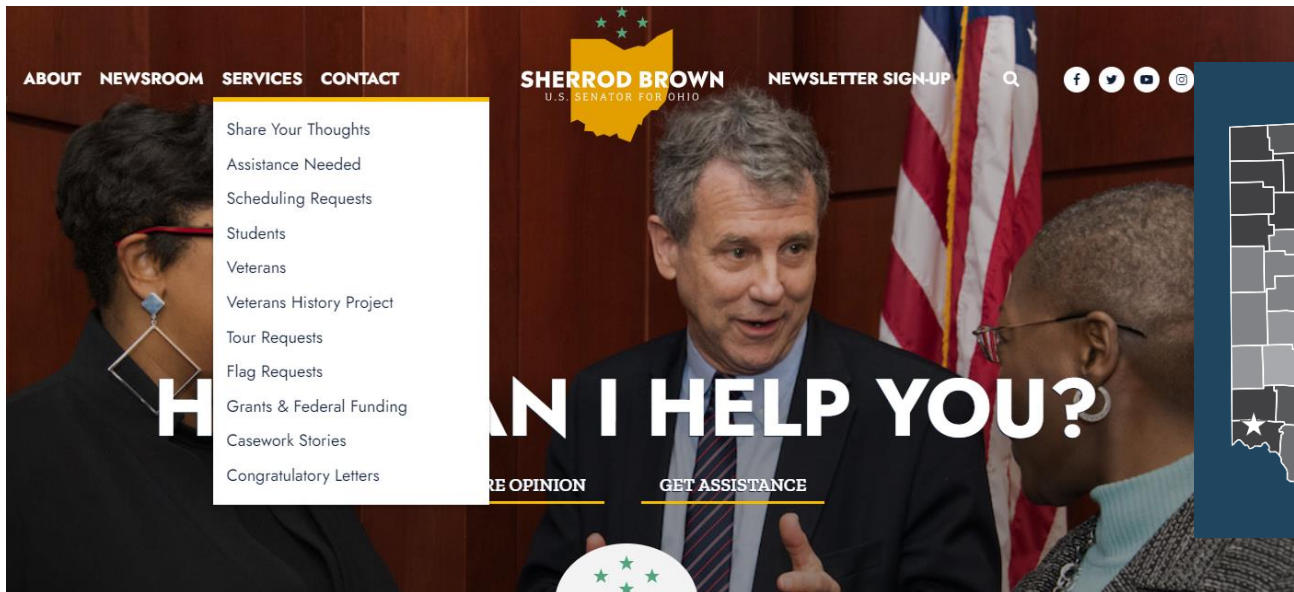 ABOUT NEWSROOM SERVICES CONTACT
SHERROD BROWN
U.S. SENATOR FOR OHIO
NEWSLETTER SIGN-UP
Share Your Thoughts
Assistance Needed
Scheduling Requests
Students
Veterans
Veterans History Project
Tour Requests
Flag Requests
Grants & Federal Funding
Casework Stories
Congratulatory Letters
I HELP YOU?
OPINION GET ASSISTANCE